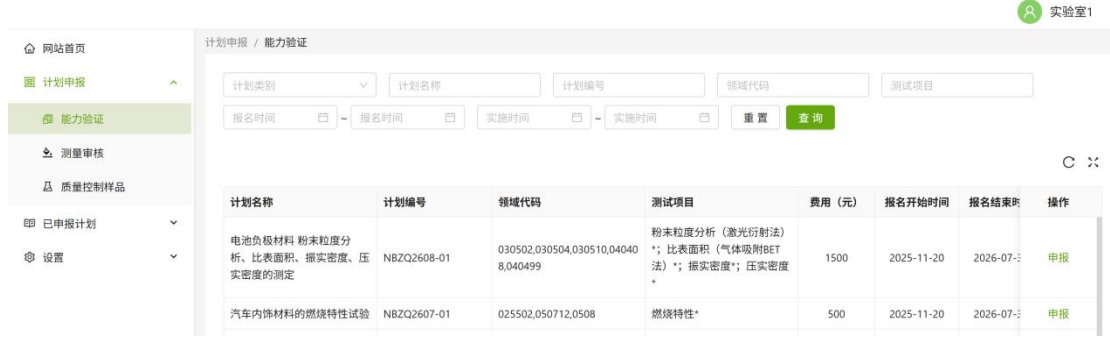 实验室1
网站首页
计划申报
能力验证
测量审核
质量控制样品
已申报计划
设置
计划申报 / 能力验证
计划类别 计划名称 计划编号 领域代码 测试项目
报名时间 ~ 报名时间 实施时间 ~ 实施时间 重 置 查 询
计划名称 计划编号 领域代码 测试项目 费用（元） 报名开始时间 报名结束时 操作
电池负极材料 粉末粒度分
析、比表面积、振实密度、压
实密度的测定
NBZQ2608-01
030502,030504,030510,04040
8,040499
粉末粒度分析（激光衍射法）
*；比表面积（气体吸附BET
法）*；振实密度*；压实密度
*
1500
2025-11-20
2026-07-3
申报
汽车内饰材料的燃烧特性试验 NBZQ2607-01 025502,050712,0508 燃烧特性* 500 2025-11-20 2026-07-3 申报